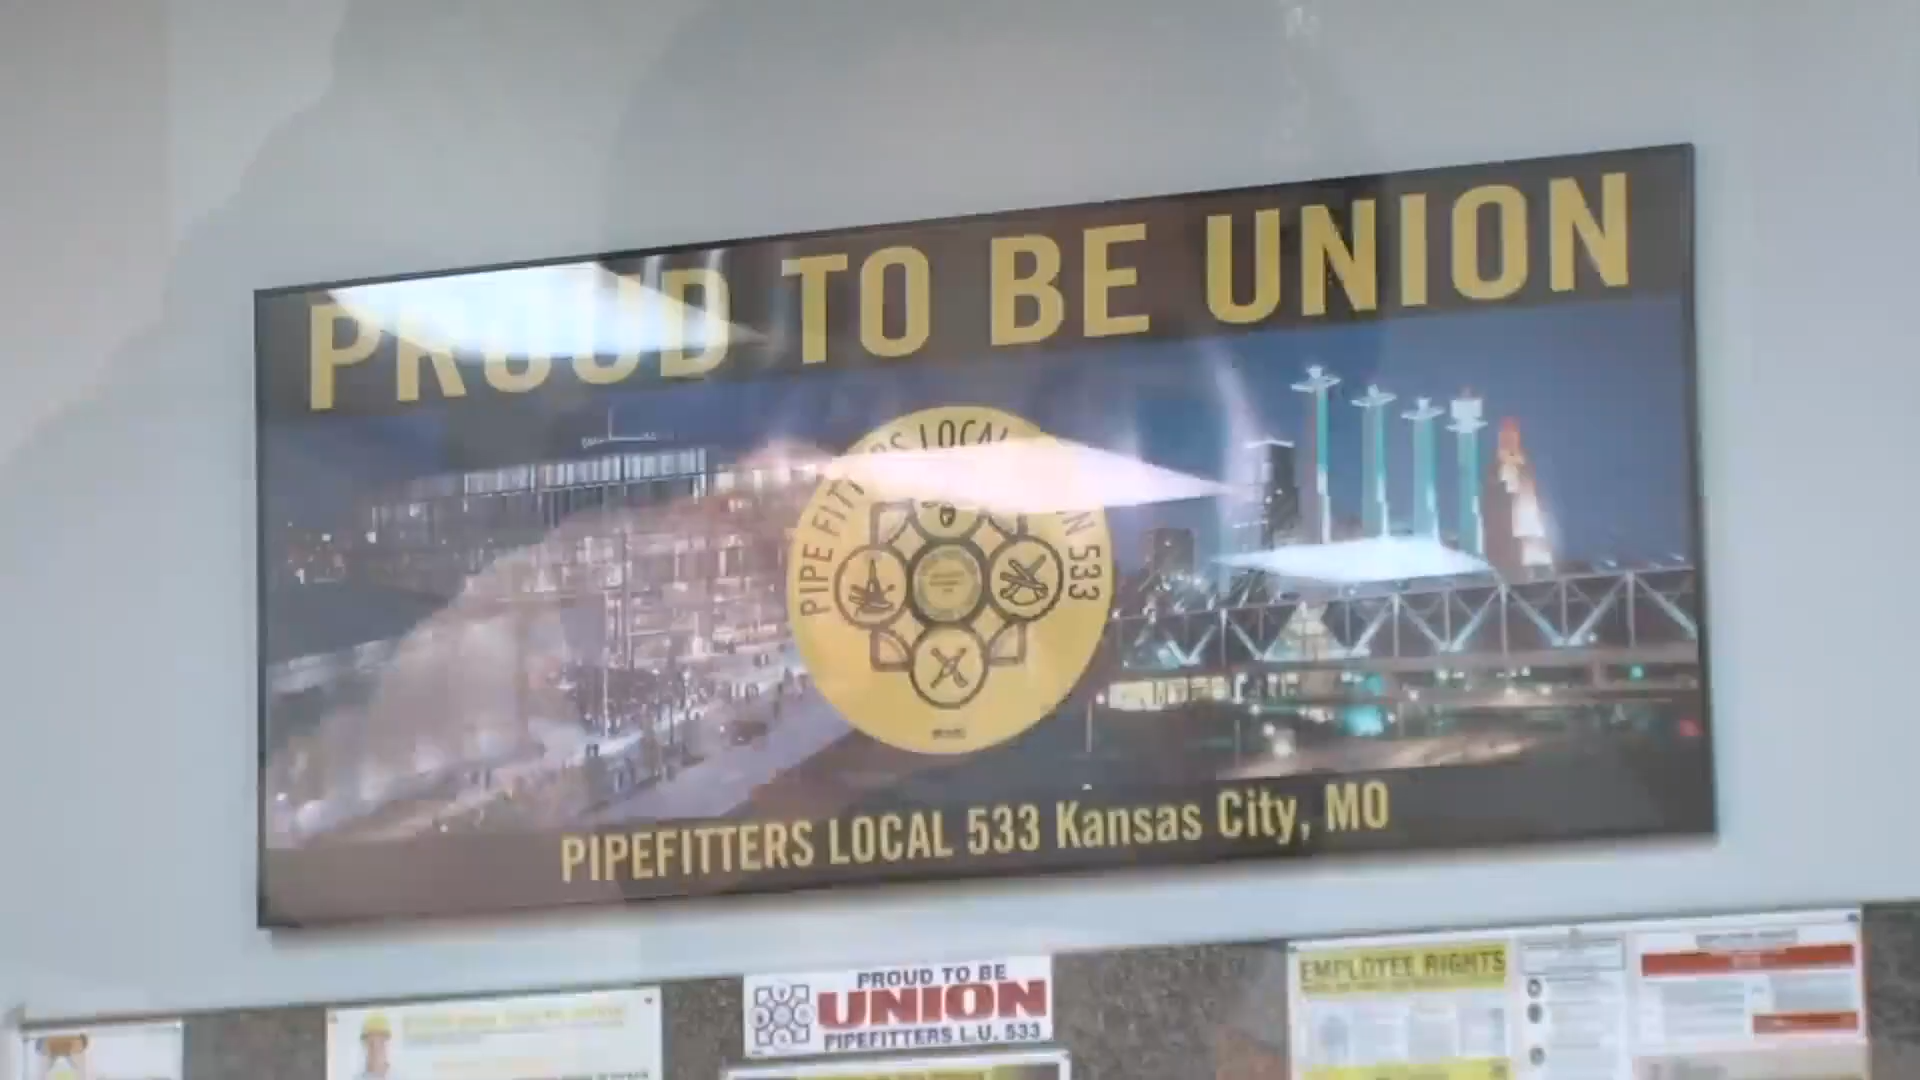 PROUD TO BE UNION
PIPE FITTERS LOCAL 533
PIPEFITTERS LOCAL 533 Kansas City, MO
PROUD TO BE
UNION
PIPEFITTERS L.U. 533
EMPLOYEE RIGHTS